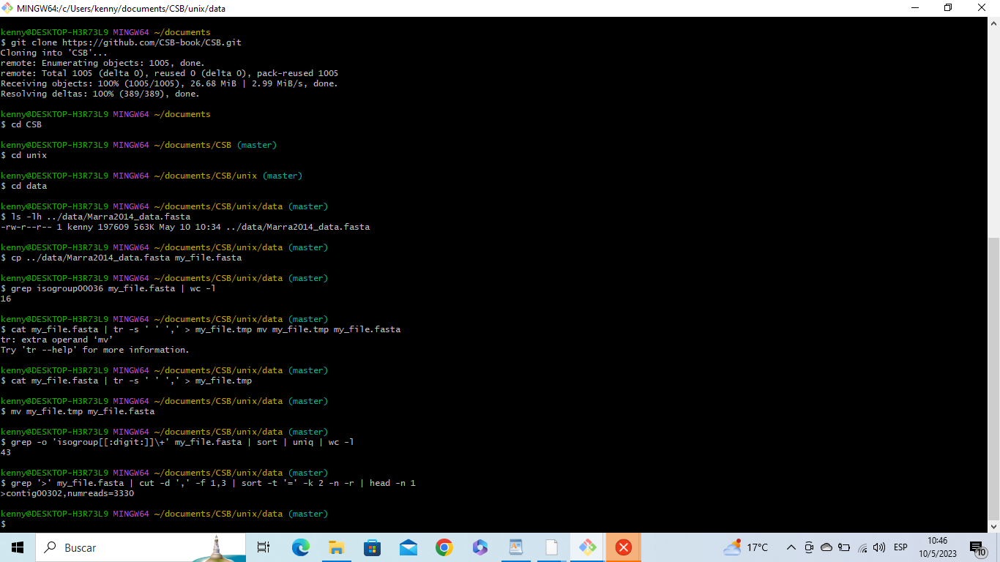 MINGW64:/c/Users/kenny/documents/CSB/unix/data
kenny@DESKTOP-H3R73L9 MINGW64 ~/documents
$ git clone https://github.com/CSB-book/CSB.git
Cloning into 'CSB'...
remote: Enumerating objects: 1005, done.
remote: Total 1005 (delta 0), reused 0 (delta 0), pack-reused 1005
Receiving objects: 100% (1005/1005), 26.68 MiB | 2.99 MiB/s, done.
Resolving deltas: 100% (389/389), done.
kenny@DESKTOP-H3R73L9 MINGW64 ~/documents
$ cd CSB
kenny@DESKTOP-H3R73L9 MINGW64 ~/documents/CSB (master)
$ cd unix
kenny@DESKTOP-H3R73L9 MINGW64 ~/documents/CSB/unix (master)
$ cd data
kenny@DESKTOP-H3R73L9 MINGW64 ~/documents/CSB/unix/data (master)
$ ls -lh ../data/Marra2014_data.fasta
-rw-r--r-- 1 kenny 197609 563K May 10 10:34 ../data/Marra2014_data.fasta
kenny@DESKTOP-H3R73L9 MINGW64 ~/documents/CSB/unix/data (master)
$ cp ../data/Marra2014_data.fasta my_file.fasta
kenny@DESKTOP-H3R73L9 MINGW64 ~/documents/CSB/unix/data (master)
$ grep isogroup00036 my_file.fasta | wc -l
16
kenny@DESKTOP-H3R73L9 MINGW64 ~/documents/CSB/unix/data (master)
$ cat my_file.fasta | tr -s ' ' ',' > my_file.tmp mv my_file.tmp my_file.fasta
tr: extra operand ‘mv’
Try 'tr --help' for more information.
kenny@DESKTOP-H3R73L9 MINGW64 ~/documents/CSB/unix/data (master)
$ cat my_file.fasta | tr -s ' ' ',' > my_file.tmp
kenny@DESKTOP-H3R73L9 MINGW64 ~/documents/CSB/unix/data (master)
$ mv my_file.tmp my_file.fasta
kenny@DESKTOP-H3R73L9 MINGW64 ~/documents/CSB/unix/data (master)
$ grep -o 'isogroup[[:digit:]]\+' my_file.fasta | sort | uniq | wc -l
43
kenny@DESKTOP-H3R73L9 MINGW64 ~/documents/CSB/unix/data (master)
$ grep '>' my_file.fasta | cut -d ',' -f 1,3 | sort -t '=' -k 2 -n -r | head -n 1
>contig00302,numreads=3330
kenny@DESKTOP-H3R73L9 MINGW64 ~/documents/CSB/unix/data (master)
$
Buscar
17°C
ESP
10:46
10/5/2023
10